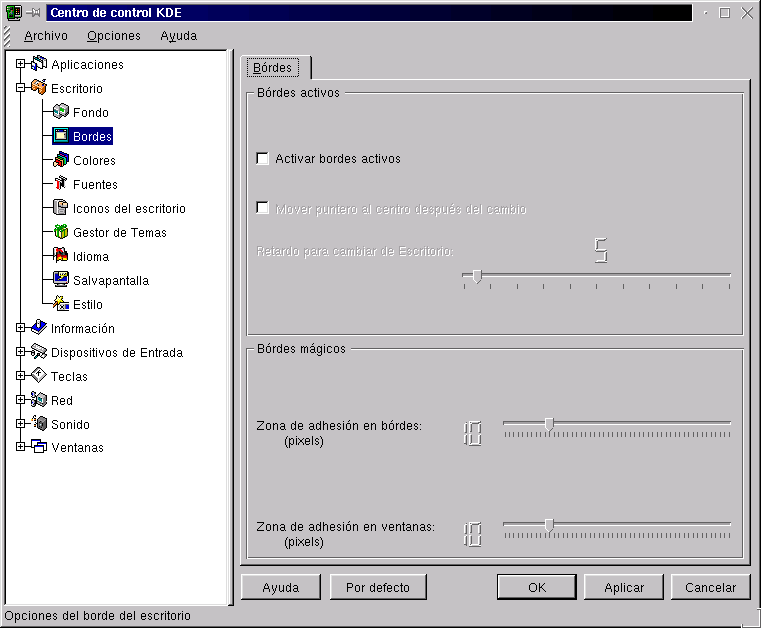 Centro de control KDE
Archivo Opciones Ayuda
Aplicaciones
Escritorio
Fondo
Bordes
Colores
Fuentes
Iconos del escritorio
Gestor de Temas
Idioma
Salvapantalla
Estilo
Información
Dispositivos de Entrada
Teclas
Red
Sonido
Ventanas
Bórdes
Bórdes activos
Activar bordes activos
Mover puntero al centro después del cambio
Retardo para cambiar de Escritorio:
5
Bórdes mágicos
Zona de adhesión en bórdes:
(pixels)
10
Zona de adhesión en ventanas:
(pixels)
10
Ayuda Por defecto OK Aplicar Cancelar
Opciones del borde del escritorio